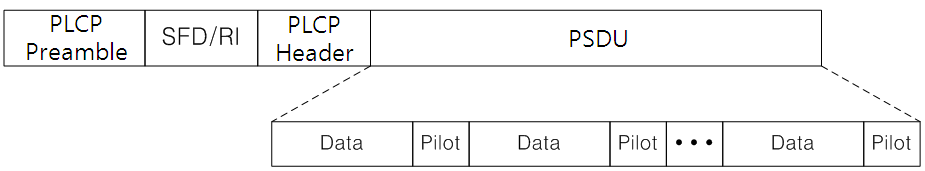 PLCP
Preamble
SFD/RI
PLCP
Header
PSDU
Data
Pilot
Data
Pilot
•••
Data
Pilot